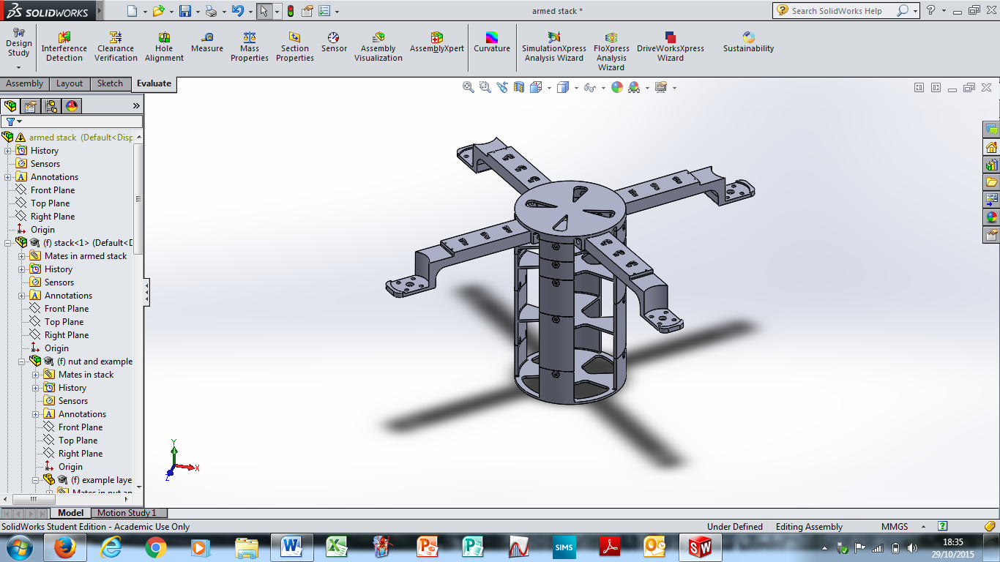 SOLIDWORKS
armed stack *
Search SolidWorks Help
Design Study
Interference Detection
Clearance Verification
Hole Alignment
Measure
Mass Properties
Section Properties
Sensor
Assembly Visualization
AssemblyXpert
Curvature
SimulationXpress Analysis Wizard
FloXpress Analysis Wizard
DriveWorksXpress Wizard
Sustainability
Assembly Layout Sketch Evaluate
armed stack (Default<Disp
History
Sensors
A Annotations
Front Plane
Top Plane
Right Plane
Origin
(f) stack<1> (Default<D
Mates in armed stack
History
Sensors
A Annotations
Front Plane
Top Plane
Right Plane
Origin
(f) nut and example
Mates in stack
History
Sensors
A Annotations
Front Plane
Top Plane
Right Plane
Origin
(f) example laye
Mates in nut an
Y
X
Z
Model Motion Study 1
SolidWorks Student Edition - Academic Use Only
Under Defined Editing Assembly MMGS
SIMS
SW
18:35
29/10/2015